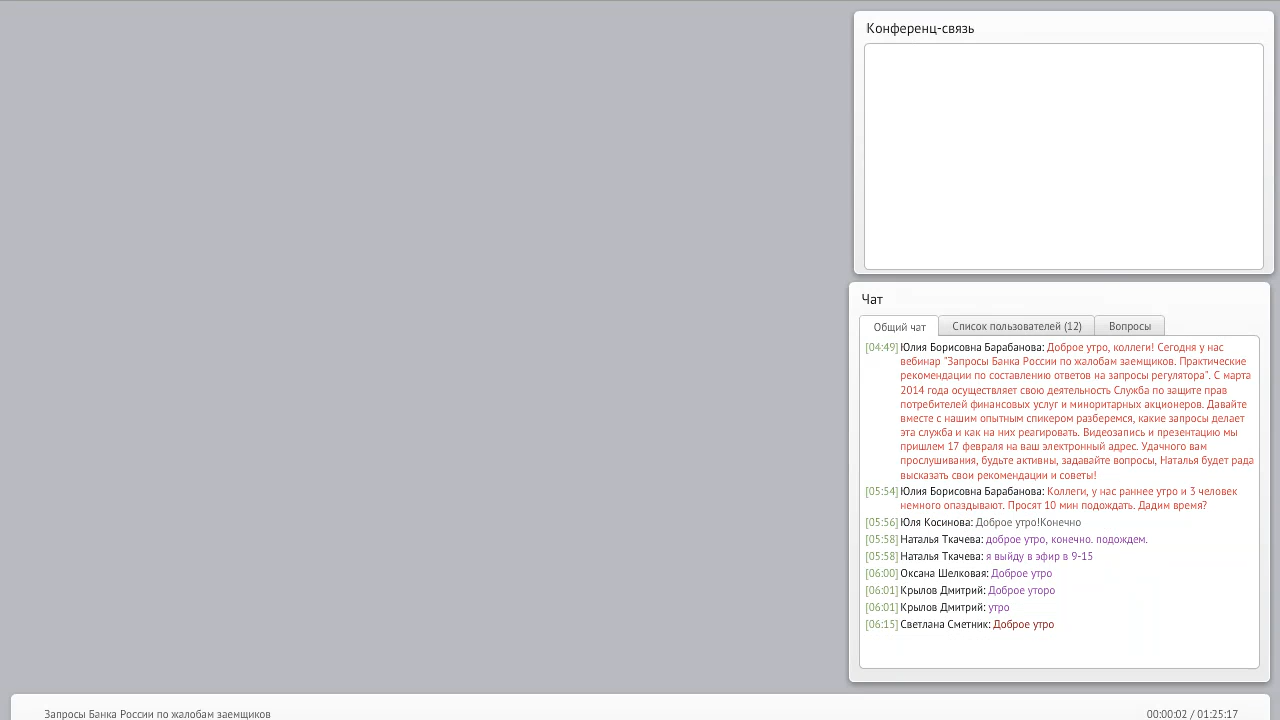 Конференц-связь
Чат
Общий чат
Список пользователей (12)
Вопросы
[04:49] Юлия Борисовна Барабанова: Доброе утро, коллеги! Сегодня у нас
вебинар "Запросы Банка России по жалобам заемщиков. Практические
рекомендации по составлению ответов на запросы регулятора". С марта
2014 года осуществляет свою деятельность Служба по защите прав
потребителей финансовых услуг и миноритарных акционеров. Давайте
вместе с нашим опытным спикером разберемся, какие запросы делает
эта служба и как на них реагировать. Видеозапись и презентацию мы
пришлем 17 февраля на ваш электронный адрес. Удачного вам
прослушивания, будьте активны, задавайте вопросы, Наталья будет рада
высказать свои рекомендации и советы!
[05:54] Юлия Борисовна Барабанова: Коллеги, у нас раннее утро и 3 человек
немного опаздывают. Просят 10 мин подождать. Дадим время?
[05:56] Юля Косинова: Доброе утро!Конечно
[05:58] Наталья Ткачева: доброе утро, конечно. подождем.
[05:58] Наталья Ткачева: я выйду в эфир в 9-15
[06:00] Оксана Шелковая: Доброе утро
[06:01] Крылов Дмитрий: Доброе уторо
[06:01] Крылов Дмитрий: утро
[06:15] Светлана Сметник: Доброе утро
Запросы Банка России по жалобам заемщиков
00:00:02 / 01:25:17